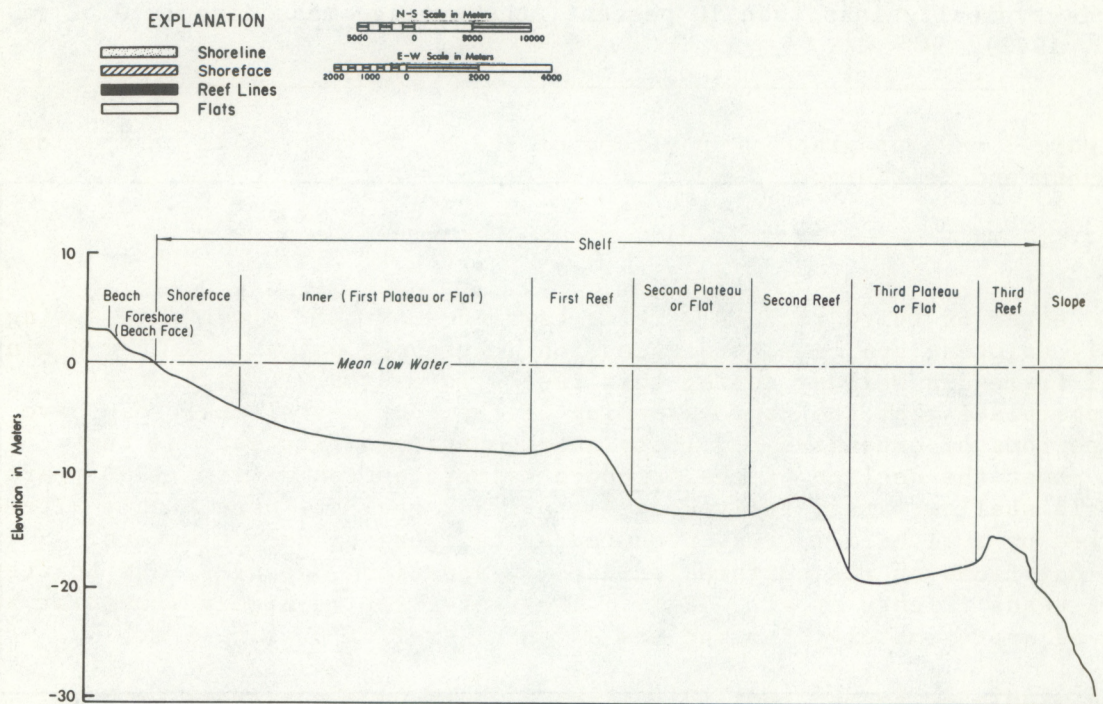 EXPLANATION
Shoreline
Shoreface
Reef Lines
Flats
N-S Scale in Meters
5000 0 5000 10000
E-W Scale in Meters
2000 1000 0 2000 4000
Shelf
Beach
Foreshore
(Beach Face)
Shoreface
Inner (First Plateau or Flat)
First Reef
Second Plateau
or Flat
Second Reef
Third Plateau
or Flat
Third
Reef
Slope
Mean Low Water
Elevation in Meters
10
0
-10
-20
-30